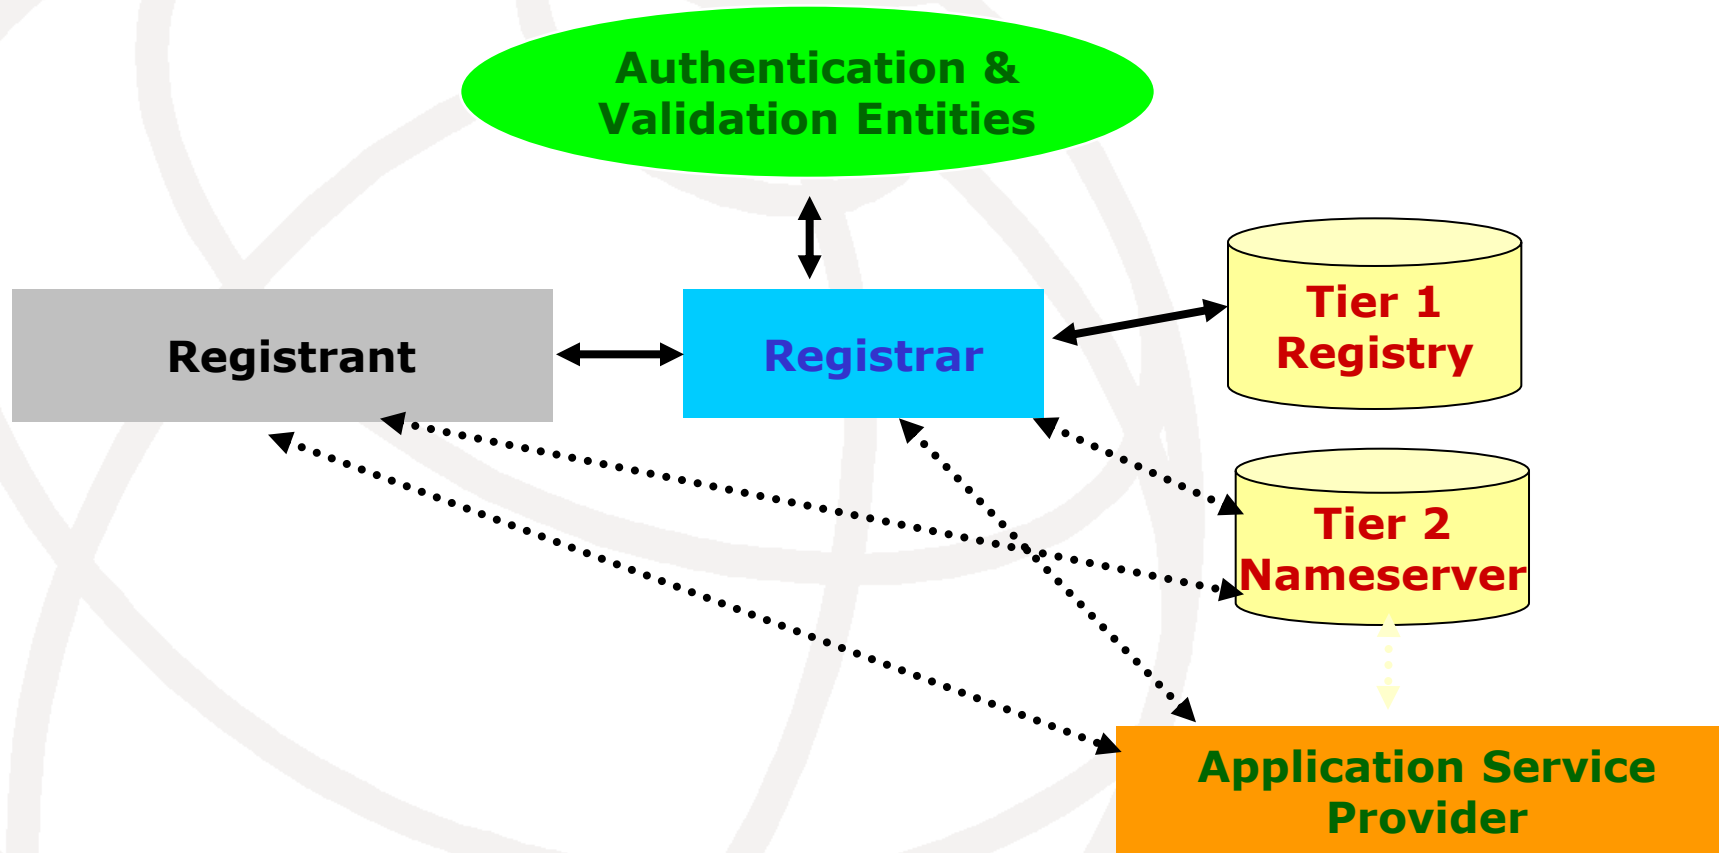 Authentication &
Validation Entities
Registrant
Registrar
Tier 1
Registry
Tier 2
Nameserver
Application Service
Provider